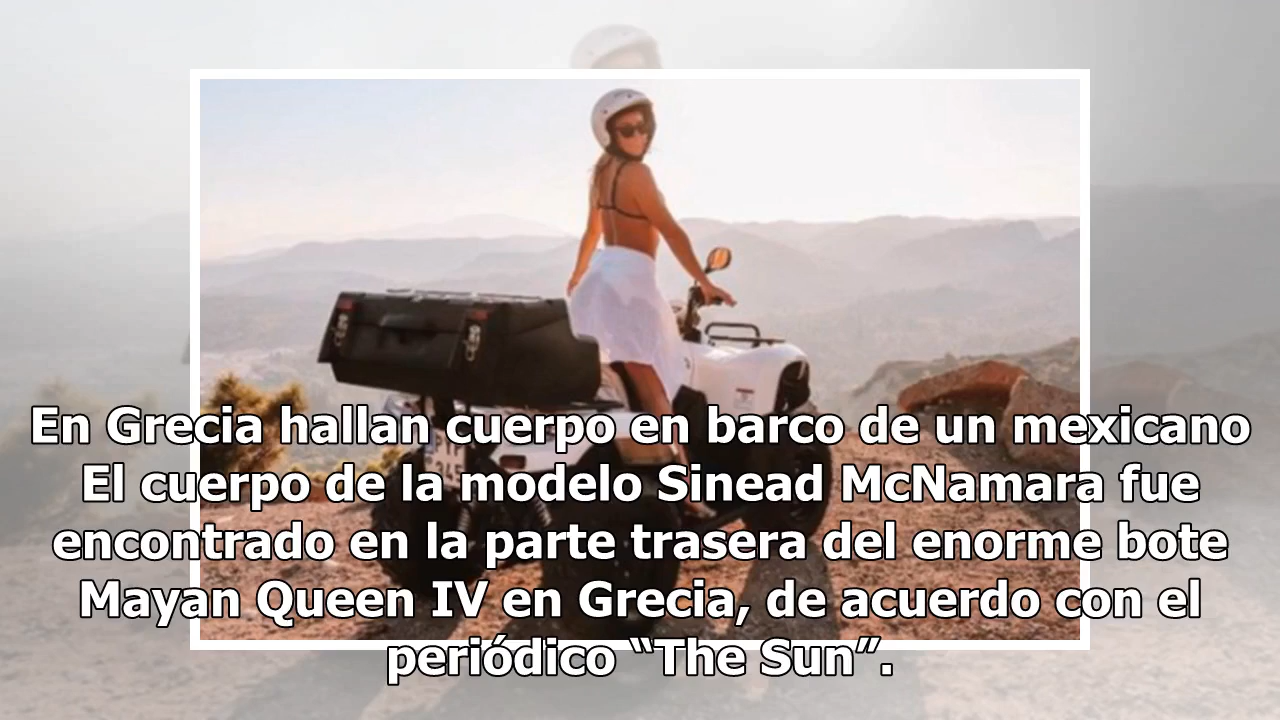 En Grecia hallan cuerpo en barco de un mexicano
El cuerpo de la modelo Sinead McNamara fue
encontrado en la parte trasera del enorme bote
Mayan Queen IV en Grecia, de acuerdo con el
periódico “The Sun”.